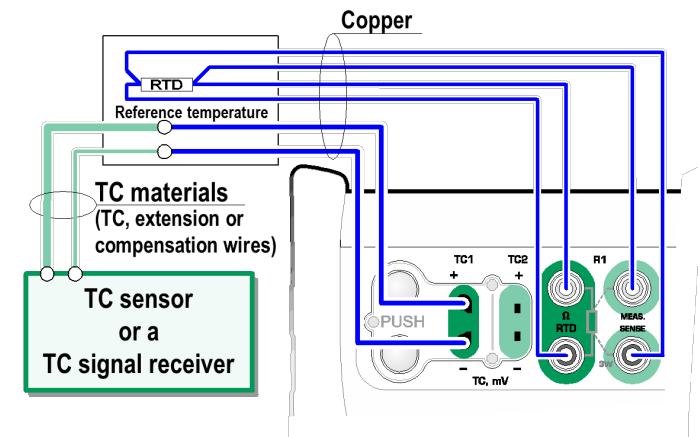 Copper
RTD
Reference temperature
TC materials
(TC, extension or
compensation wires)
TC sensor
or a
TC signal receiver
TC1
TC2
R1
+
+
PUSH
Ω
RTD
MEAS.
SENSE
3W
–
–
TC, mV